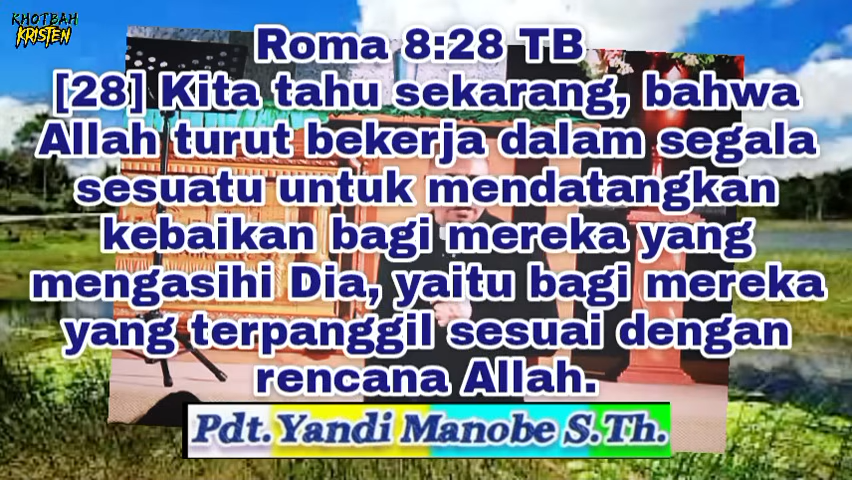 KHOTBAH
KRISTEN
Roma 8:28 TB
[28] Kita tahu sekarang, bahwa
Allah turut bekerja dalam segala
sesuatu untuk mendatangkan
kebaikan bagi mereka yang
mengasihi Dia, yaitu bagi mereka
yang terpanggil sesuai dengan
rencana Allah.
Pdt.Yandi Manobe S.Th.